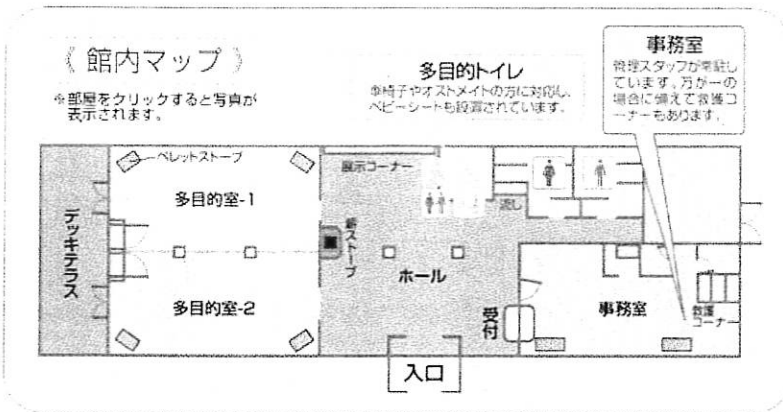 《 館内マップ 》
※部屋をクリックすると写真が
表示されます。
多目的トイレ
車椅子やオストメイトの方に対応し、
ベビーシートも設置されています。
事務室
管理スタッフが常駐し
ています。万が一の
場合に備えて救護コ
ーナーもあります。
ペレットストーブ
展示コーナー
多目的室-1
流し
デッキテラス
薪ストーブ
ホール
多目的室-2
受付
事務室
救護
コーナー
入口